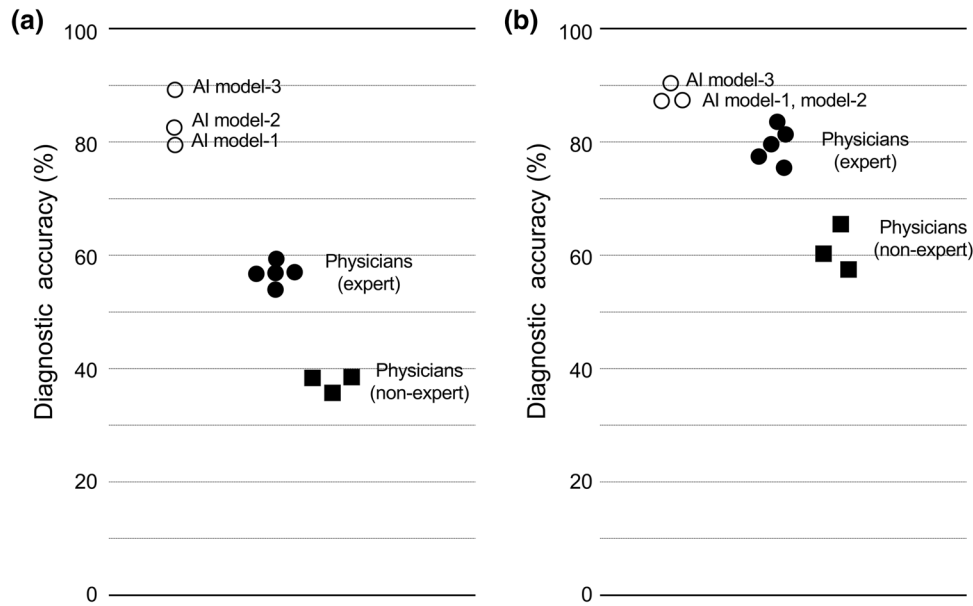 (a)
Diagnostic accuracy (%)
100
80
60
40
20
0
AI model-3
AI model-2
AI model-1
Physicians
(expert)
Physicians
(non-expert)
(b)
Diagnostic accuracy (%)
100
80
60
40
20
0
AI model-3
AI model-1, model-2
Physicians
(expert)
Physicians
(non-expert)